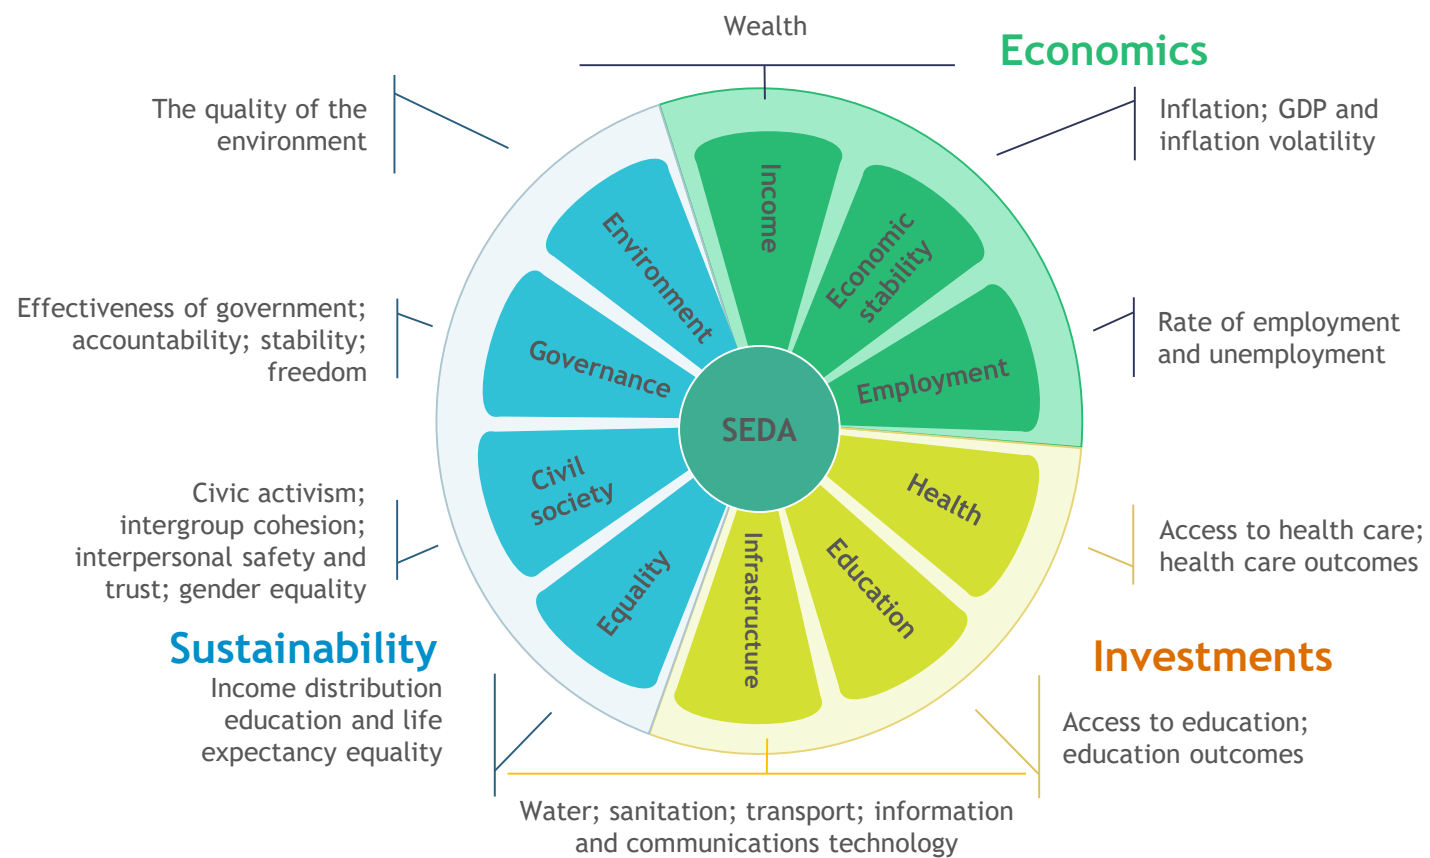 Wealth
Economics
The quality of the
environment
Inflation; GDP and
inflation volatility
Income
Economic
stability
Environment
Effectiveness of government;
accountability; stability;
freedom
Governance
Employment
Rate of employment
and unemployment
SEDA
Civic activism;
intergroup cohesion;
interpersonal safety and
trust; gender equality
Civil
society
Health
Access to health care;
health care outcomes
Equality
Infrastructure
Education
Sustainability
Income distribution
education and life
expectancy equality
Investments
Access to education;
education outcomes
Water; sanitation; transport; information
and communications technology